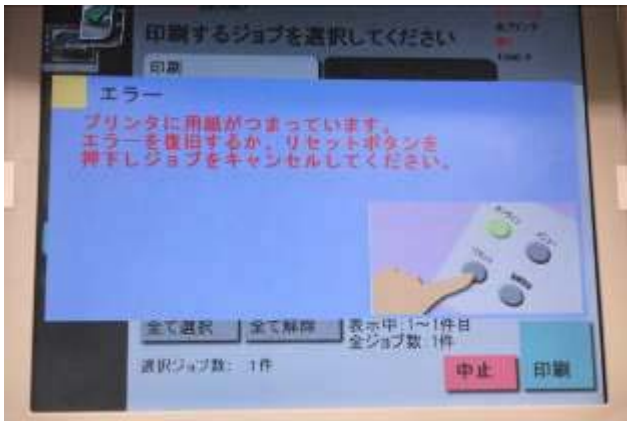 印刷するジョブを選択してください
印刷
エラー
プリンタに用紙がつまっています。
エラーを復旧するか、リセットボタンを
押下しジョブをキャンセルしてください。
メニュー
全て選択
全て解除
表示中:1~1件目
全ジョブ数:1件
選択ジョブ数: 1件
中止
印刷